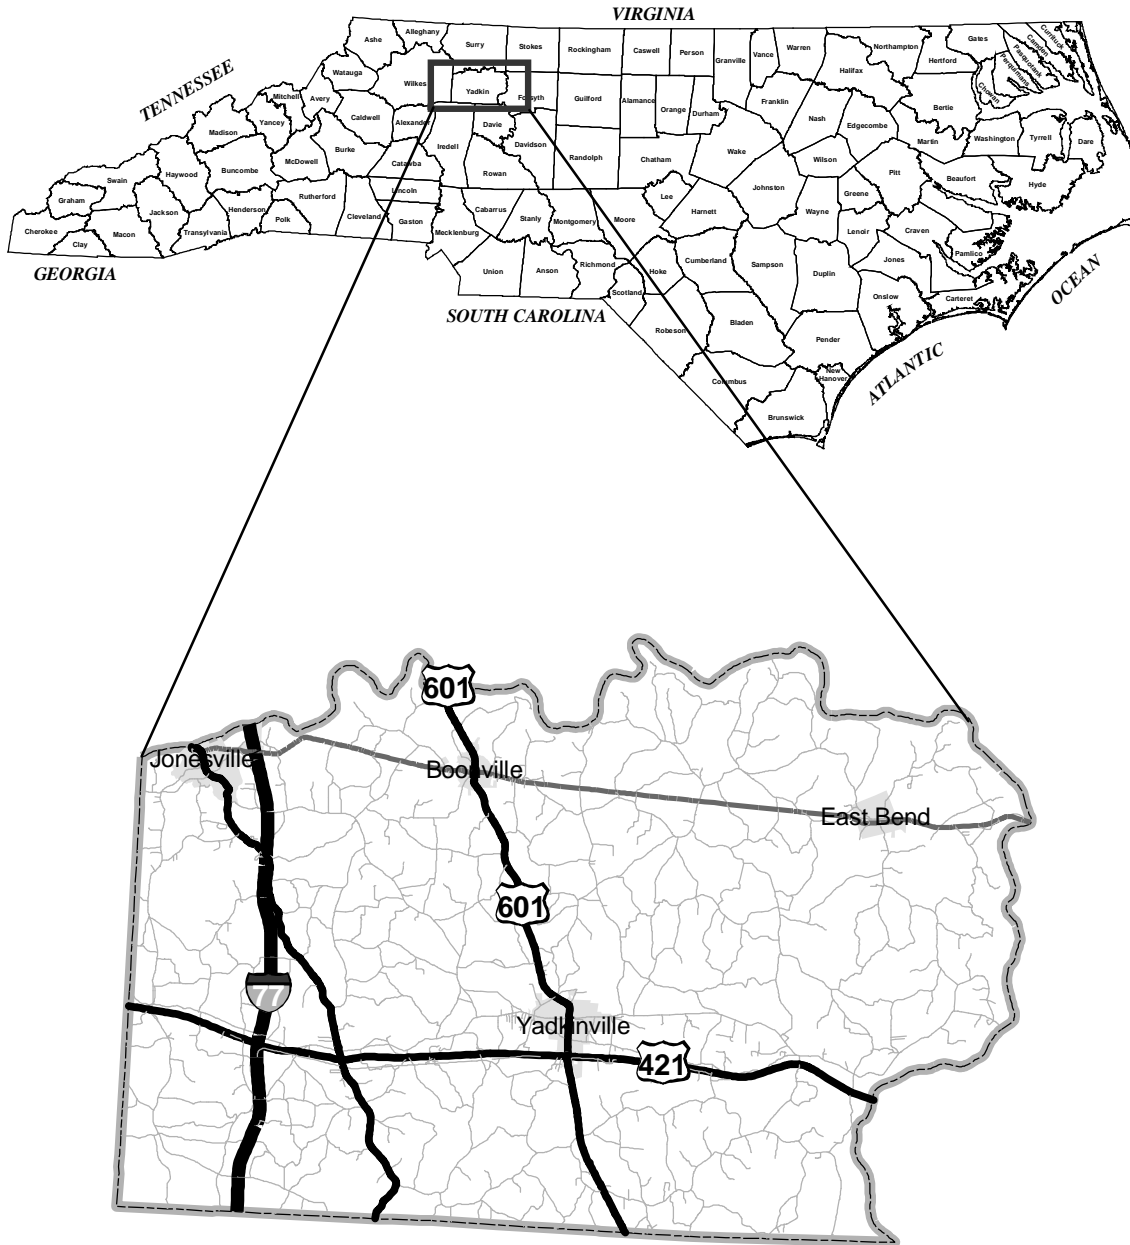 VIRGINIA
Ashe
Alleghany
Surry
Stokes
Rockingham
Caswell
Person
Granville
Vance
Warren
Northampton
Gates
Hertford
Currituck
Camden
Pasquotank
Perquimans
Chowan
TENNESSEE
Watauga
Wilkes
Yadkin
Forsyth
Guilford
Alamance
Orange
Durham
Franklin
Halifax
Bertie
Mitchell
Avery
Caldwell
Alexander
Davie
Davidson
Iredell
Randolph
Chatham
Wake
Nash
Edgecombe
Martin
Washington
Tyrrell
Dare
Madison
Yancey
McDowell
Burke
Catawba
Rowan
Wilson
Pitt
Beaufort
Hyde
Swain
Haywood
Buncombe
Rutherford
Lincoln
Johnston
Greene
Graham
Jackson
Henderson
Polk
Cleveland
Gaston
Cabarrus
Stanly
Montgomery
Moore
Lee
Harnett
Wayne
Lenoir
Craven
Pamlico
Cherokee
Clay
Macon
Transylvania
Mecklenburg
Union
Anson
Richmond
Scotland
Hoke
Cumberland
Sampson
Duplin
Jones
Onslow
Carteret
GEORGIA
SOUTH CAROLINA
Robeson
Bladen
Pender
OCEAN
ATLANTIC
Columbus
New
Hanover
Brunswick
601
Jonesville
Boonville
East Bend
601
77
Yadkinville
421